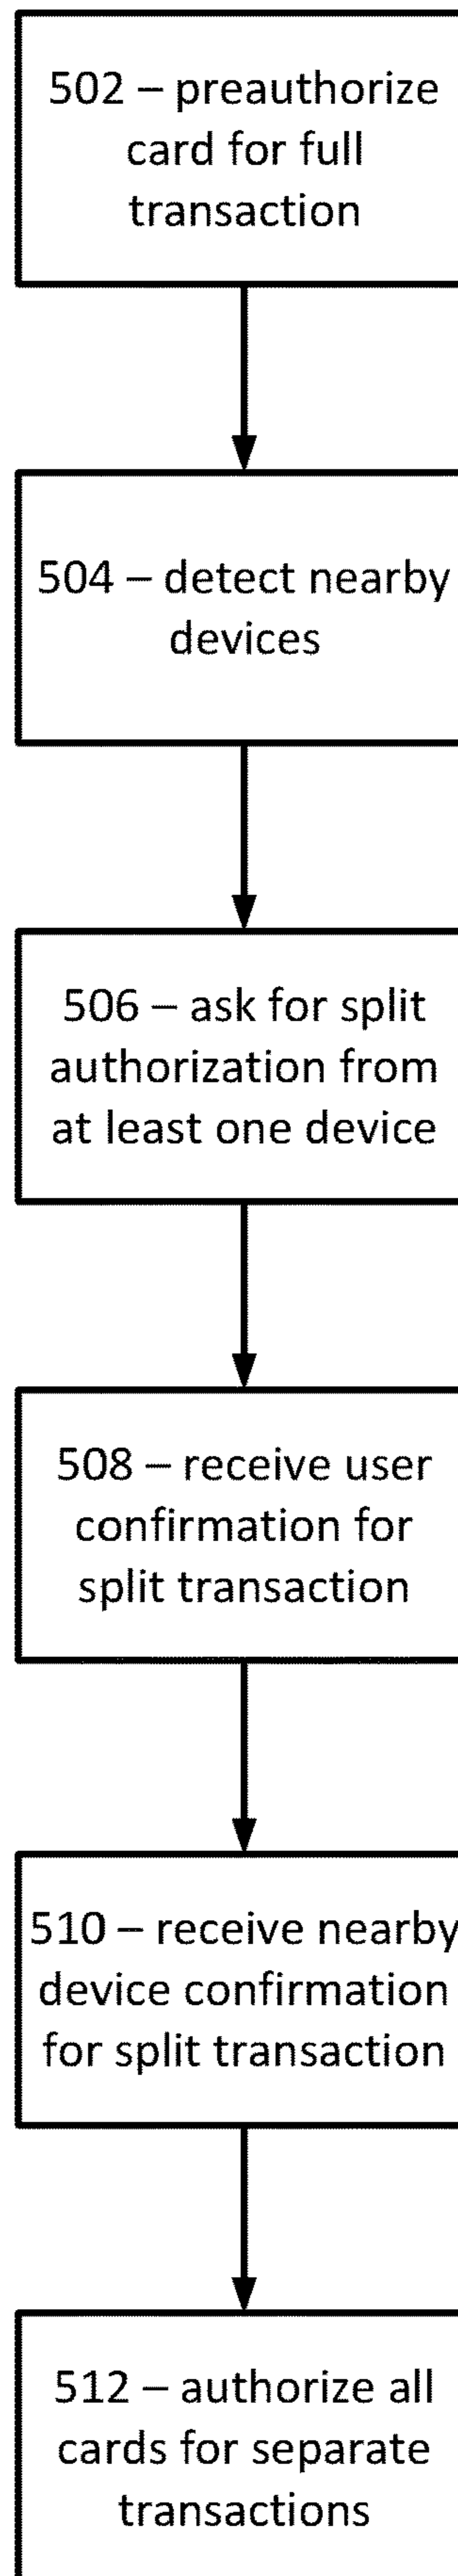 502 – preauthorize
card for full
transaction
504 – detect nearby
devices
506 – ask for split
authorization from
at least one device
508 – receive user
confirmation for
split transaction
510 – receive nearby
device confirmation
for split transaction
512 – authorize all
cards for separate
transactions